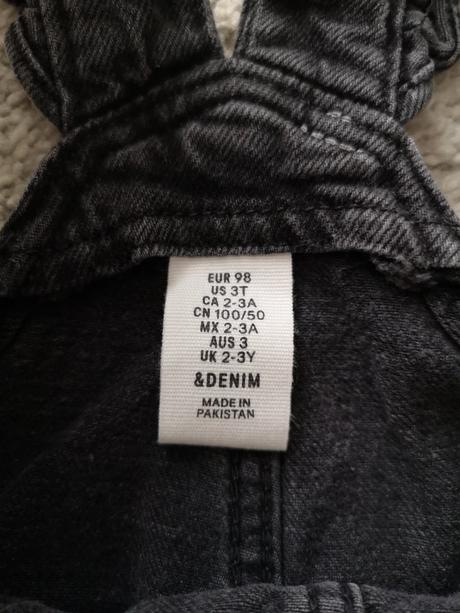 EUR 98
US 3T
CA 2-3A
CN 100/50
MX 2-3A
AUS 3
UK 2-3Y
&DENIM
MADE IN
PAKISTAN